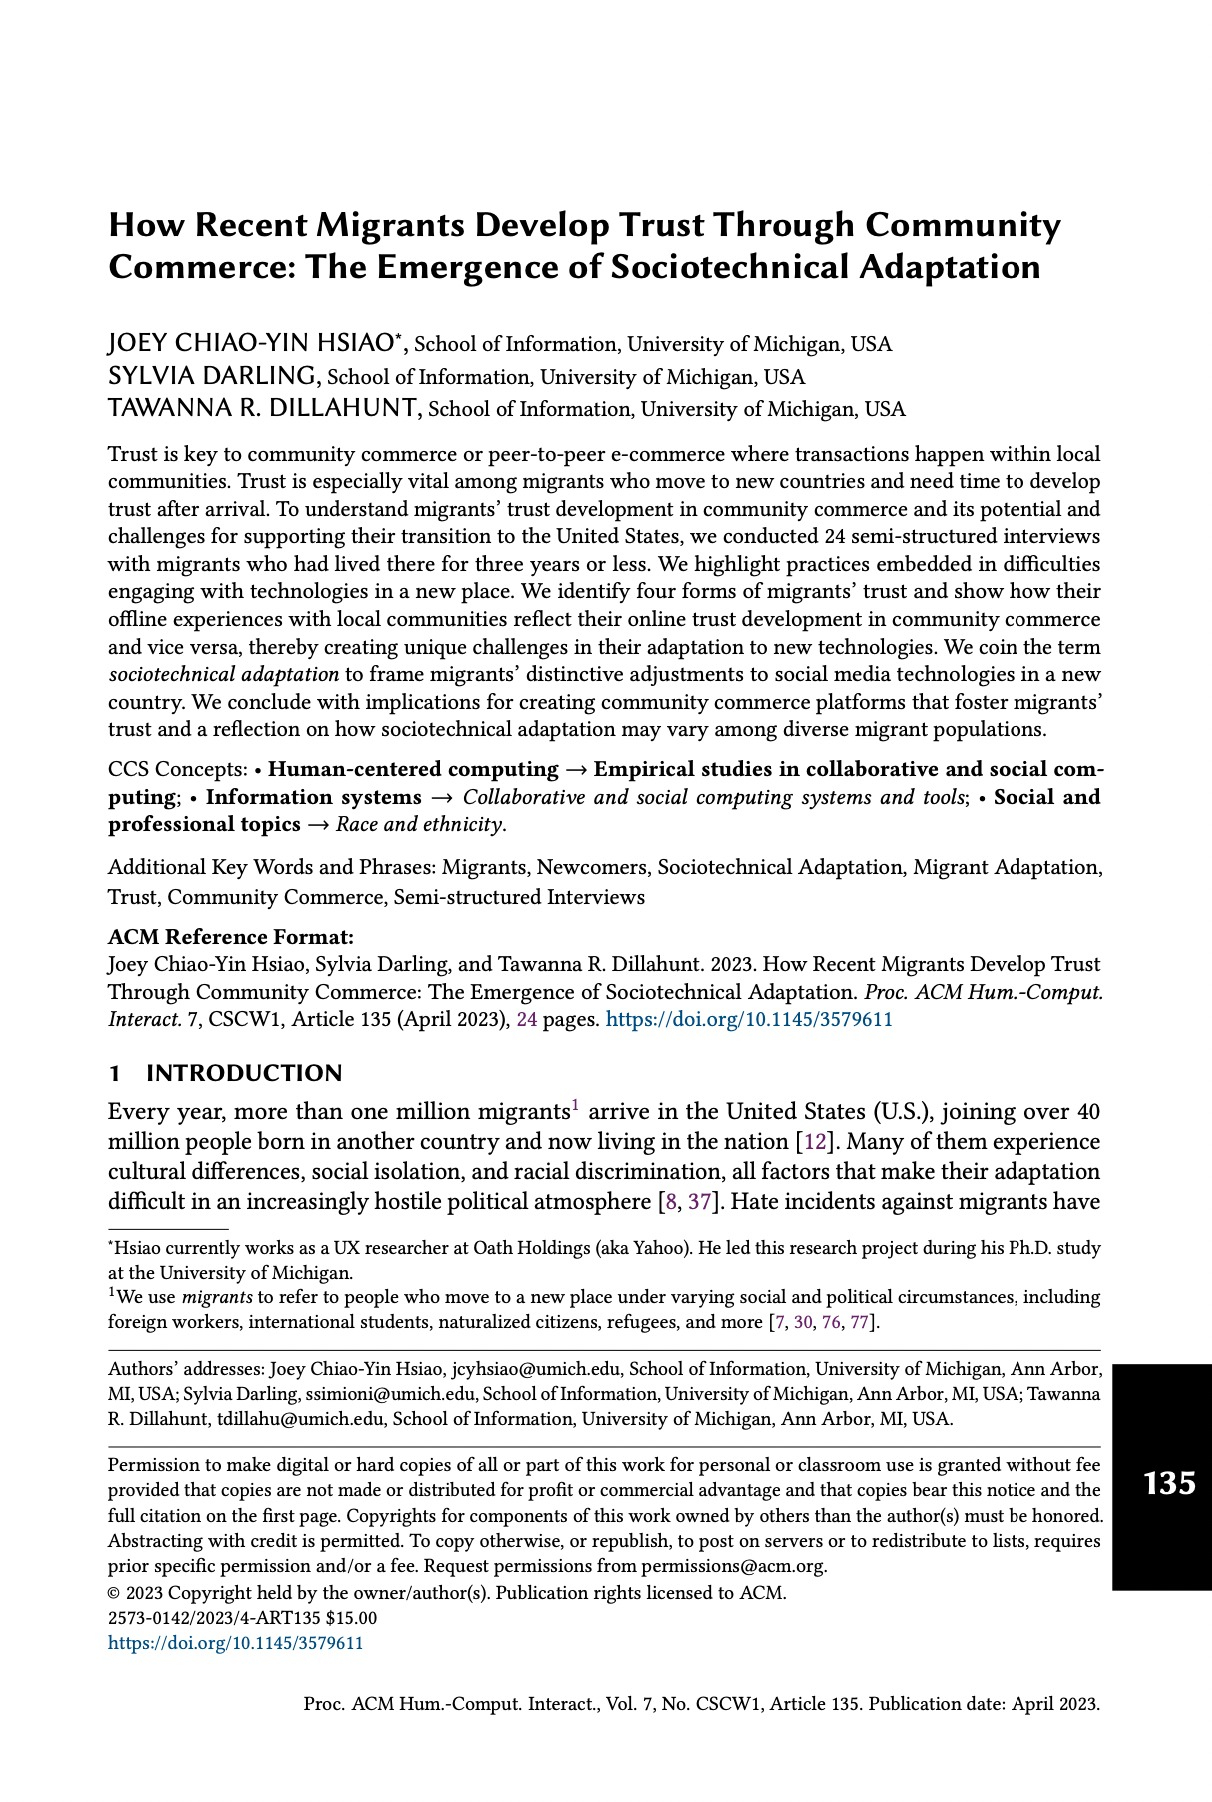 How Recent Migrants Develop Trust Through Community
Commerce: The Emergence of Sociotechnical Adaptation
JOEY CHIAO-YIN HSIAO*, School of Information, University of Michigan, USA
SYLVIA DARLING, School of Information, University of Michigan, USA
TAWANNA R. DILLAHUNT, School of Information, University of Michigan, USA
Trust is key to community commerce or peer-to-peer e-commerce where transactions happen within local
communities. Trust is especially vital among migrants who move to new countries and need time to develop
trust after arrival. To understand migrants’ trust development in community commerce and its potential and
challenges for supporting their transition to the United States, we conducted 24 semi-structured interviews
with migrants who had lived there for three years or less. We highlight practices embedded in difficulties
engaging with technologies in a new place. We identify four forms of migrants’ trust and show how their
offline experiences with local communities reflect their online trust development in community commerce
and vice versa, thereby creating unique challenges in their adaptation to new technologies. We coin the term
sociotechnical adaptation to frame migrants’ distinctive adjustments to social media technologies in a new
country. We conclude with implications for creating community commerce platforms that foster migrants’
trust and a reflection on how sociotechnical adaptation may vary among diverse migrant populations.
CCS Concepts: • Human-centered computing → Empirical studies in collaborative and social com-
puting; • Information systems → Collaborative and social computing systems and tools; • Social and
professional topics → Race and ethnicity.
Additional Key Words and Phrases: Migrants, Newcomers, Sociotechnical Adaptation, Migrant Adaptation,
Trust, Community Commerce, Semi-structured Interviews
ACM Reference Format:
Joey Chiao-Yin Hsiao, Sylvia Darling, and Tawanna R. Dillahunt. 2023. How Recent Migrants Develop Trust
Through Community Commerce: The Emergence of Sociotechnical Adaptation. Proc. ACM Hum.-Comput.
Interact. 7, CSCW1, Article 135 (April 2023), 24 pages. https://doi.org/10.1145/3579611
1 INTRODUCTION
Every year, more than one million migrants¹ arrive in the United States (U.S.), joining over 40
million people born in another country and now living in the nation [12]. Many of them experience
cultural differences, social isolation, and racial discrimination, all factors that make their adaptation
difficult in an increasingly hostile political atmosphere [8, 37]. Hate incidents against migrants have
*Hsiao currently works as a UX researcher at Oath Holdings (aka Yahoo). He led this research project during his Ph.D. study
at the University of Michigan.
¹We use migrants to refer to people who move to a new place under varying social and political circumstances, including
foreign workers, international students, naturalized citizens, refugees, and more [7, 30, 76, 77].
Authors’ addresses: Joey Chiao-Yin Hsiao, jcyhsiao@umich.edu, School of Information, University of Michigan, Ann Arbor,
MI, USA; Sylvia Darling, ssimioni@umich.edu, School of Information, University of Michigan, Ann Arbor, MI, USA; Tawanna
R. Dillahunt, tdillahu@umich.edu, School of Information, University of Michigan, Ann Arbor, MI, USA.
Permission to make digital or hard copies of all or part of this work for personal or classroom use is granted without fee
provided that copies are not made or distributed for profit or commercial advantage and that copies bear this notice and the
full citation on the first page. Copyrights for components of this work owned by others than the author(s) must be honored.
Abstracting with credit is permitted. To copy otherwise, or republish, to post on servers or to redistribute to lists, requires
prior specific permission and/or a fee. Request permissions from permissions@acm.org.
© 2023 Copyright held by the owner/author(s). Publication rights licensed to ACM.
2573-0142/2023/4-ART135 $15.00
https://doi.org/10.1145/3579611
135
Proc. ACM Hum.-Comput. Interact., Vol. 7, No. CSCW1, Article 135. Publication date: April 2023.